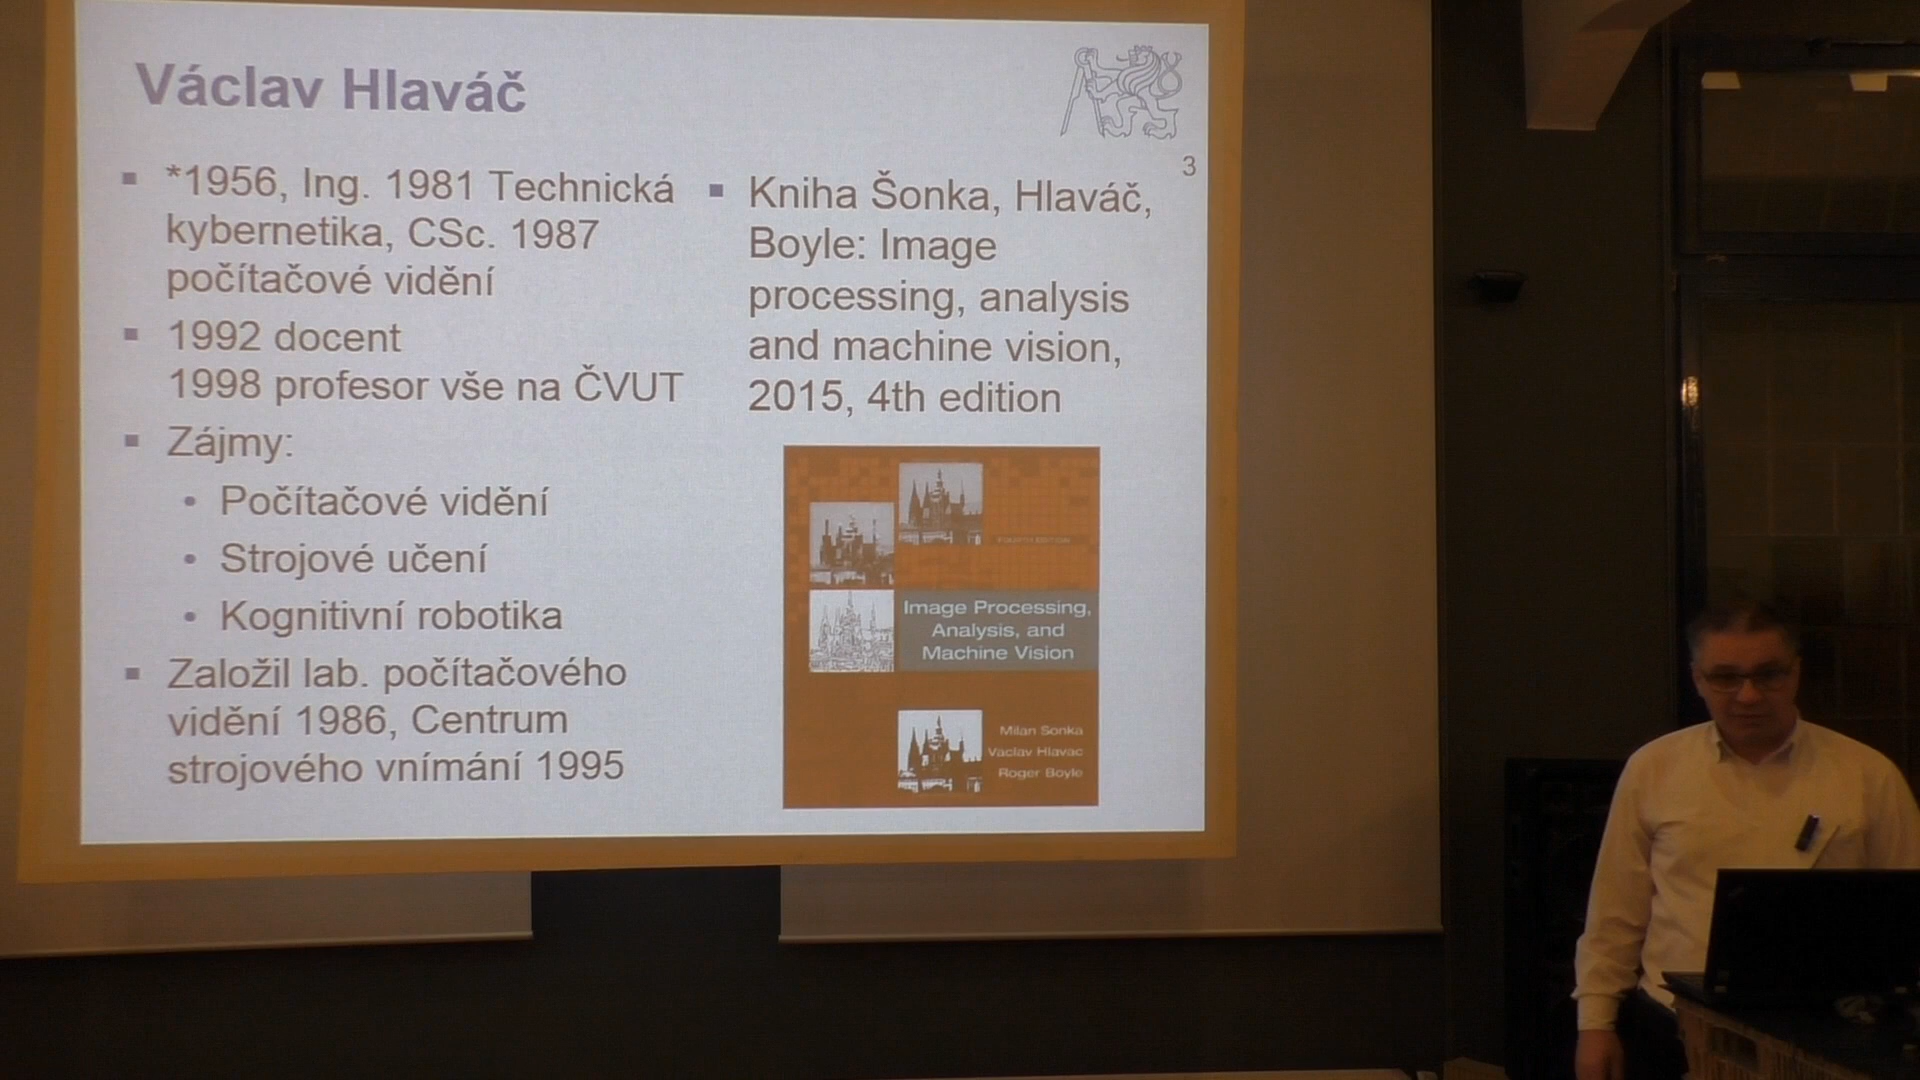 Václav Hlaváč
3
*1956, Ing. 1981 Technická
kybernetika, CSc. 1987
počítačové vidění
1992 docent
1998 profesor vše na ČVUT
Zájmy:
Počítačové vidění
Strojové učení
Kognitivní robotika
Založil lab. počítačového
vidění 1986, Centrum
strojového vnímání 1995
Kniha Šonka, Hlaváč,
Boyle: Image
processing, analysis
and machine vision,
2015, 4th edition
FOURTH EDITION
Image Processing,
Analysis, and
Machine Vision
Milan Sonka
Vaclav Hlavac
Roger Boyle